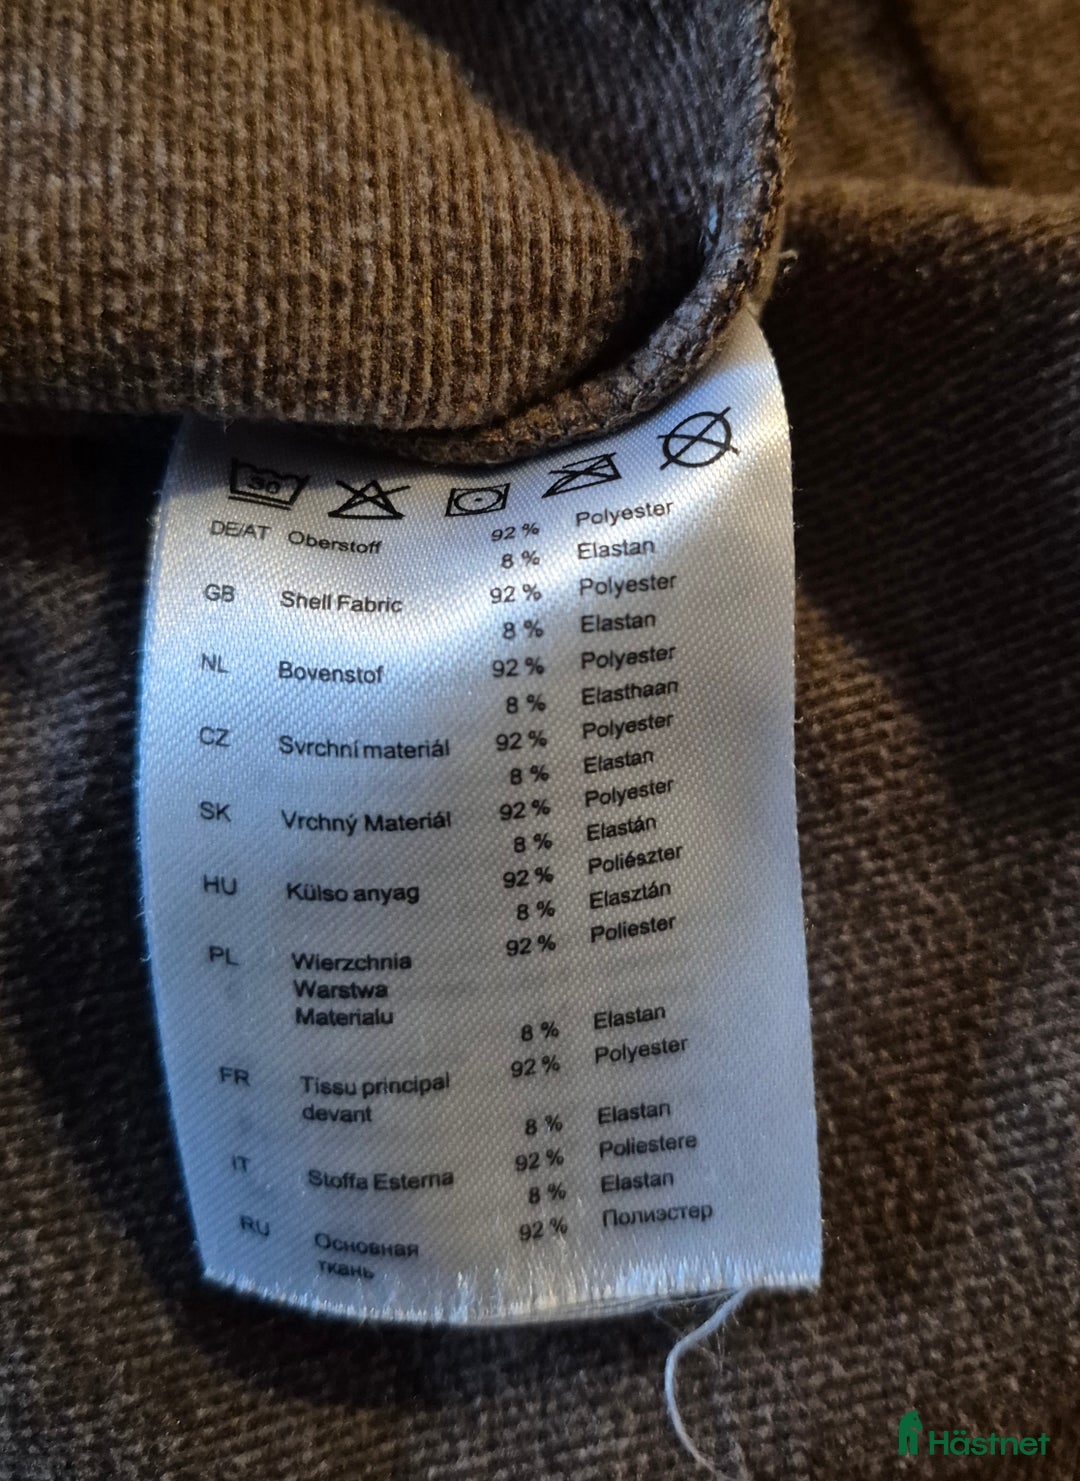 30
DE/AT Oberstoff 92 % Polyester
8 % Elastan
GB Shell Fabric 92 % Polyester
8 % Elastan
NL Bovenstof 92 % Polyester
8 % Elasthaan
CZ Svrchní materiál 92 % Polyester
8 % Elastan
SK Vrchný Materiál 92 % Polyester
8 % Elastán
HU Külso anyag 92 % Poliészter
8 % Elasztán
PL Wierzchnia 92 % Poliester
Warstwa
Materialu
8 % Elastan
FR Tissu principal 92 % Polyester
devant
8 % Elastan
IT Stoffa Esterna 92 % Poliestere
8 % Elastan
RU Основная 92 % Полиэстер
ткань
Hästnet